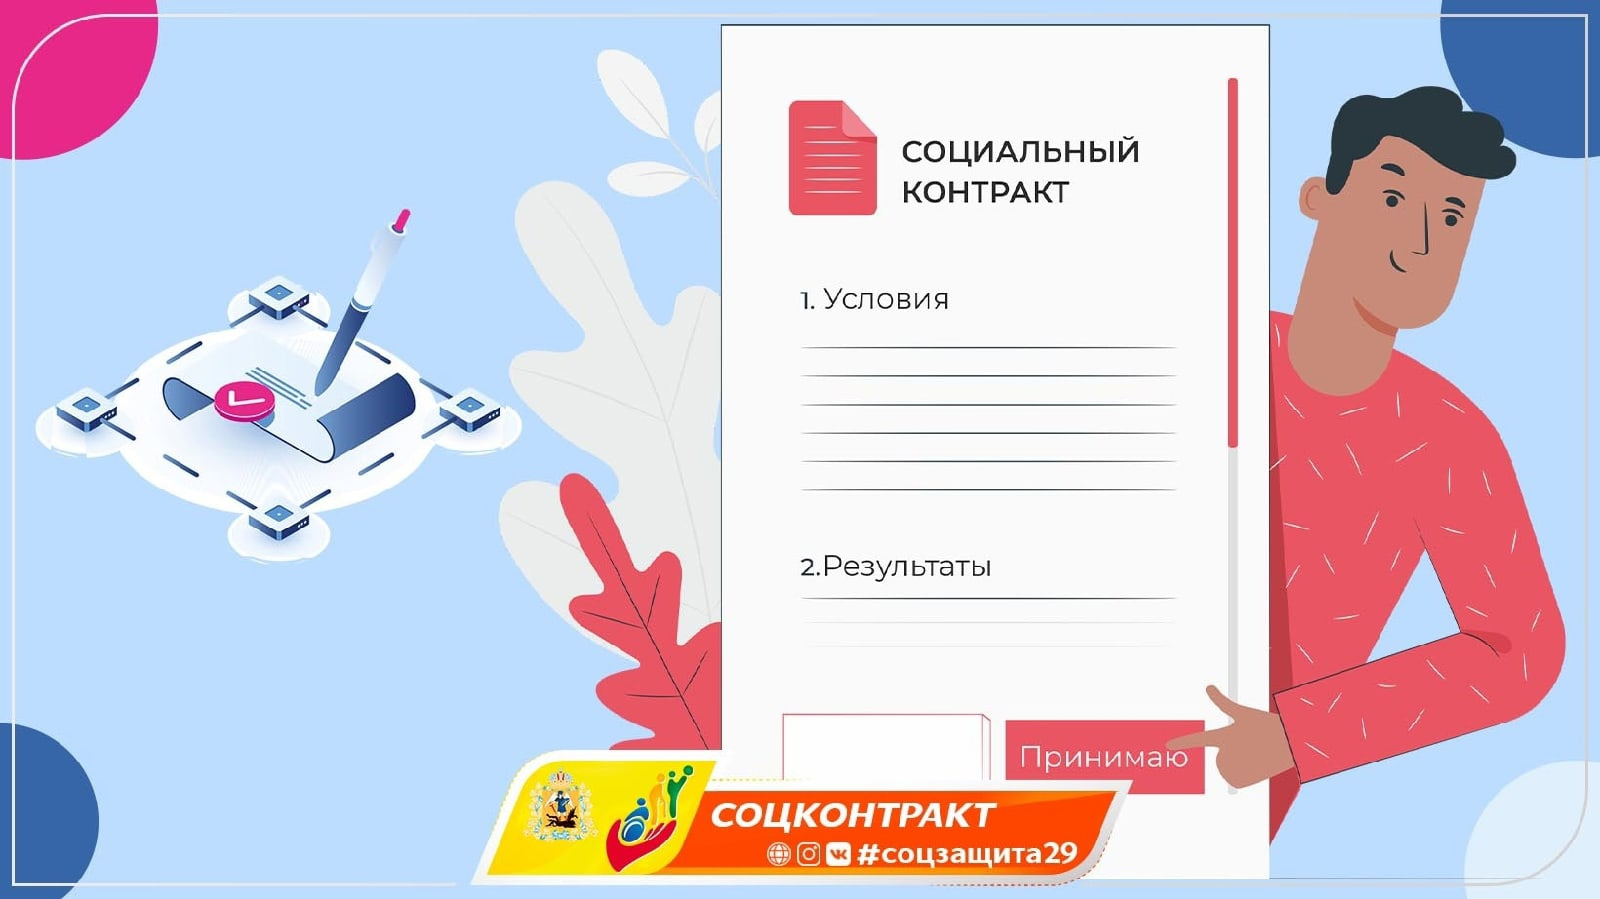 СОЦИАЛЬНЫЙ
КОНТРАКТ
1. Условия
2.Результаты
Принимаю
СОЦКОНТРАКТ
#соцзащита29